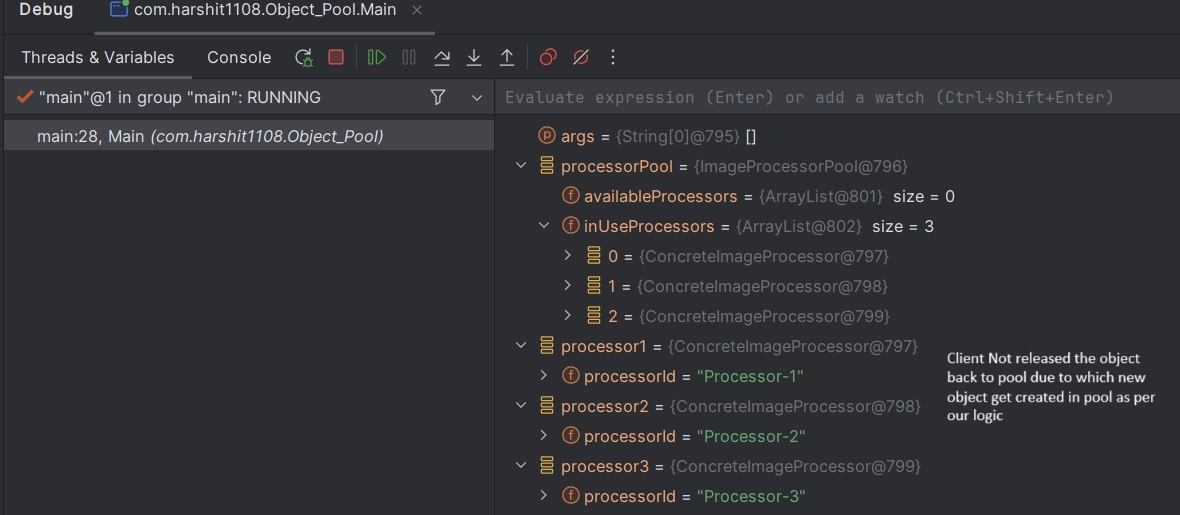 Debug com.harshit1108.Object_Pool.Main ×
Threads & Variables Console
"main"@1 in group "main": RUNNING
main:28, Main (com.harshit1108.Object_Pool)
Evaluate expression (Enter) or add a watch (Ctrl+Shift+Enter)
p args = {String[0]@795} []
processorPool = {ImageProcessorPool@796}
f availableProcessors = {ArrayList@801} size = 0
f inUseProcessors = {ArrayList@802} size = 3
0 = {ConcreteImageProcessor@797}
1 = {ConcreteImageProcessor@798}
2 = {ConcreteImageProcessor@799}
processor1 = {ConcreteImageProcessor@797}
f processorId = "Processor-1"
processor2 = {ConcreteImageProcessor@798}
f processorId = "Processor-2"
processor3 = {ConcreteImageProcessor@799}
f processorId = "Processor-3"
Client Not released the object
back to pool due to which new
object get created in pool as per
our logic